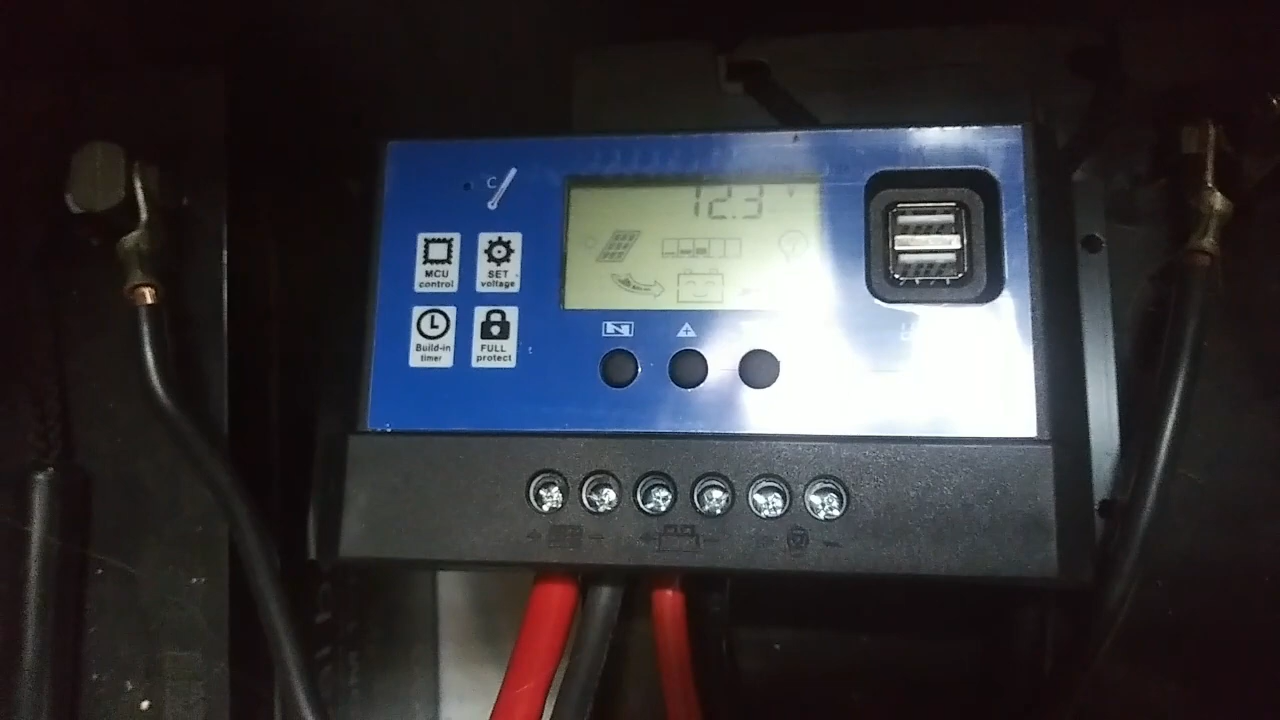 °C
12.3 V
MCU
control
SET
voltage
Build-in
timer
FULL
protect